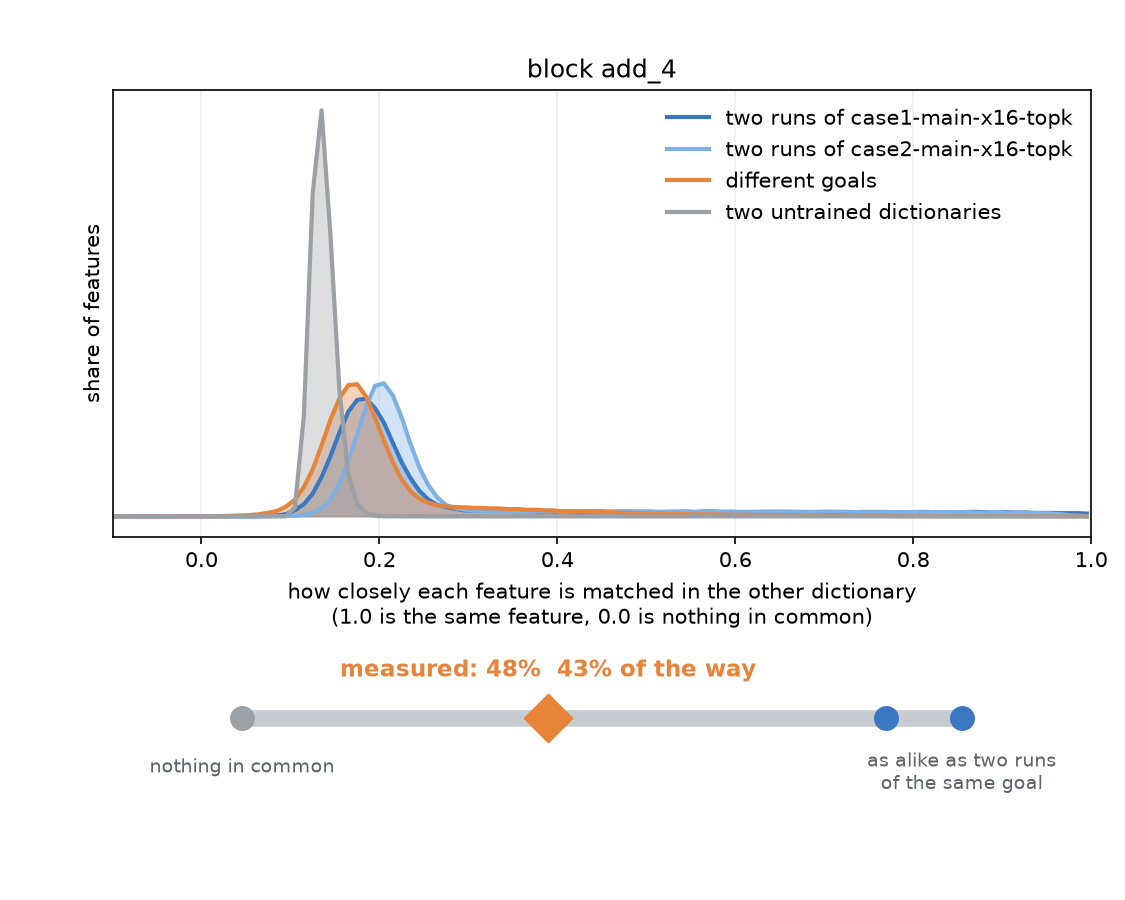 block add_4
two runs of case1-main-x16-topk
two runs of case2-main-x16-topk
different goals
two untrained dictionaries
share of features
0.0 0.2 0.4 0.6 0.8 1.0
how closely each feature is matched in the other dictionary
(1.0 is the same feature, 0.0 is nothing in common)
measured: 48% 43% of the way
nothing in common
as alike as two runs
of the same goal